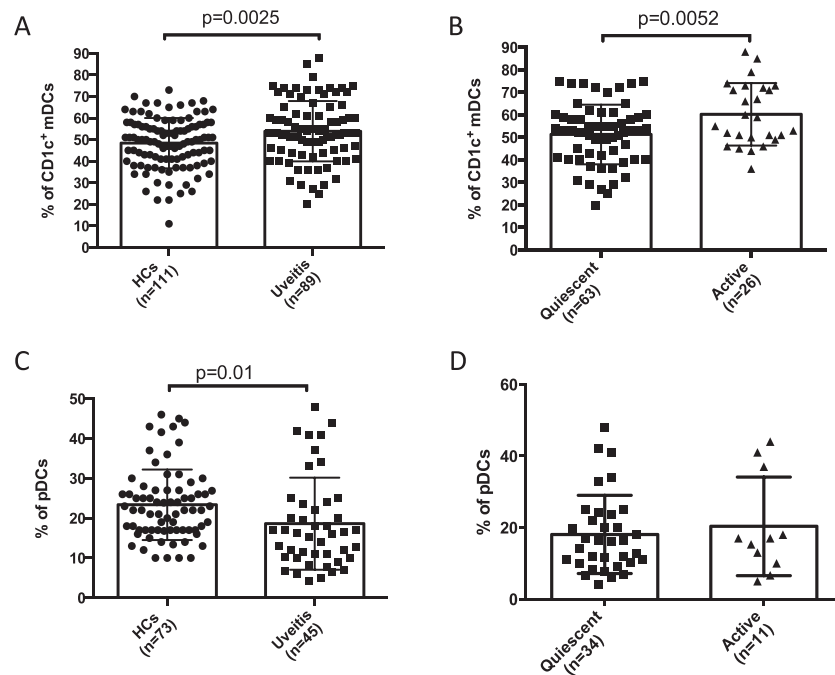 A
p=0.0025
% of CD1c+ mDCs
90
80
70
60
50
40
30
20
10
0
HCs
(n=111)
Uveitis
(n=89)
B
p=0.0052
% of CD1c+ mDCs
90
80
70
60
50
40
30
20
10
0
Quiescent
(n=63)
Active
(n=26)
C
p=0.01
% of pDCs
50
40
30
20
10
0
HCs
(n=73)
Uveitis
(n=45)
D
% of pDCs
60
40
20
0
Quiescent
(n=34)
Active
(n=11)